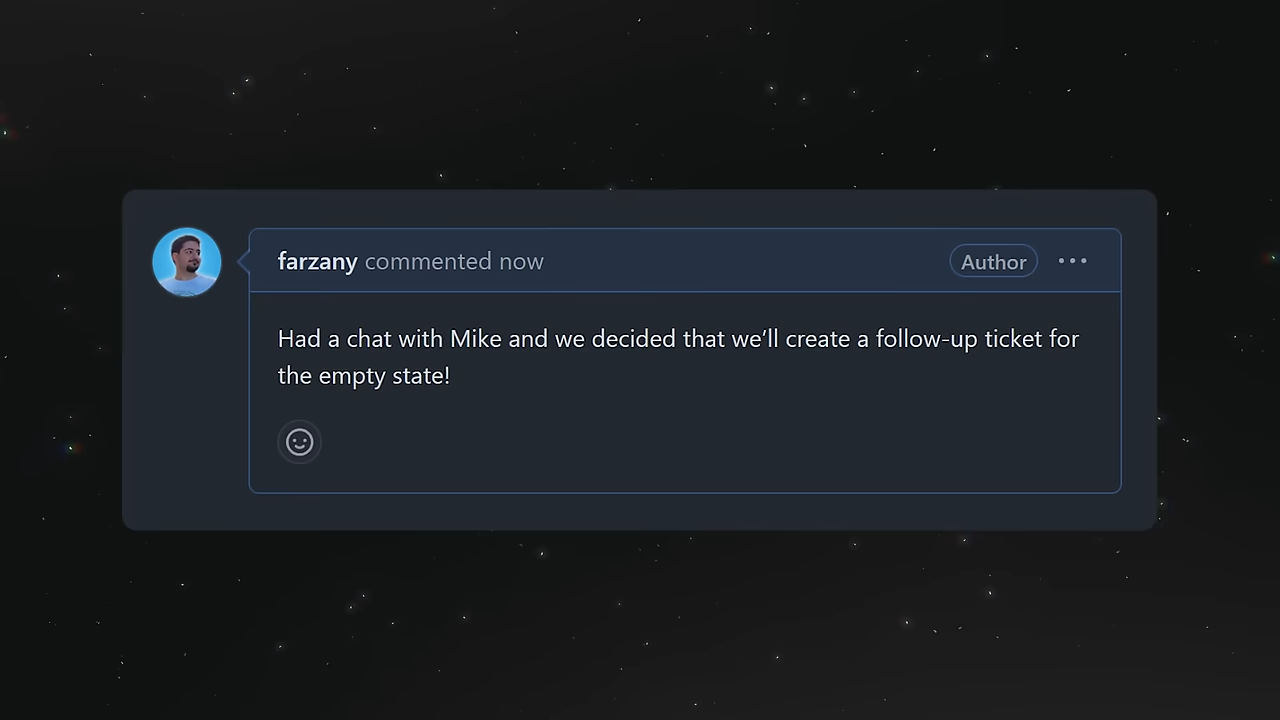 farzany commented now
Author
Had a chat with Mike and we decided that we’ll create a follow-up ticket for
the empty state!